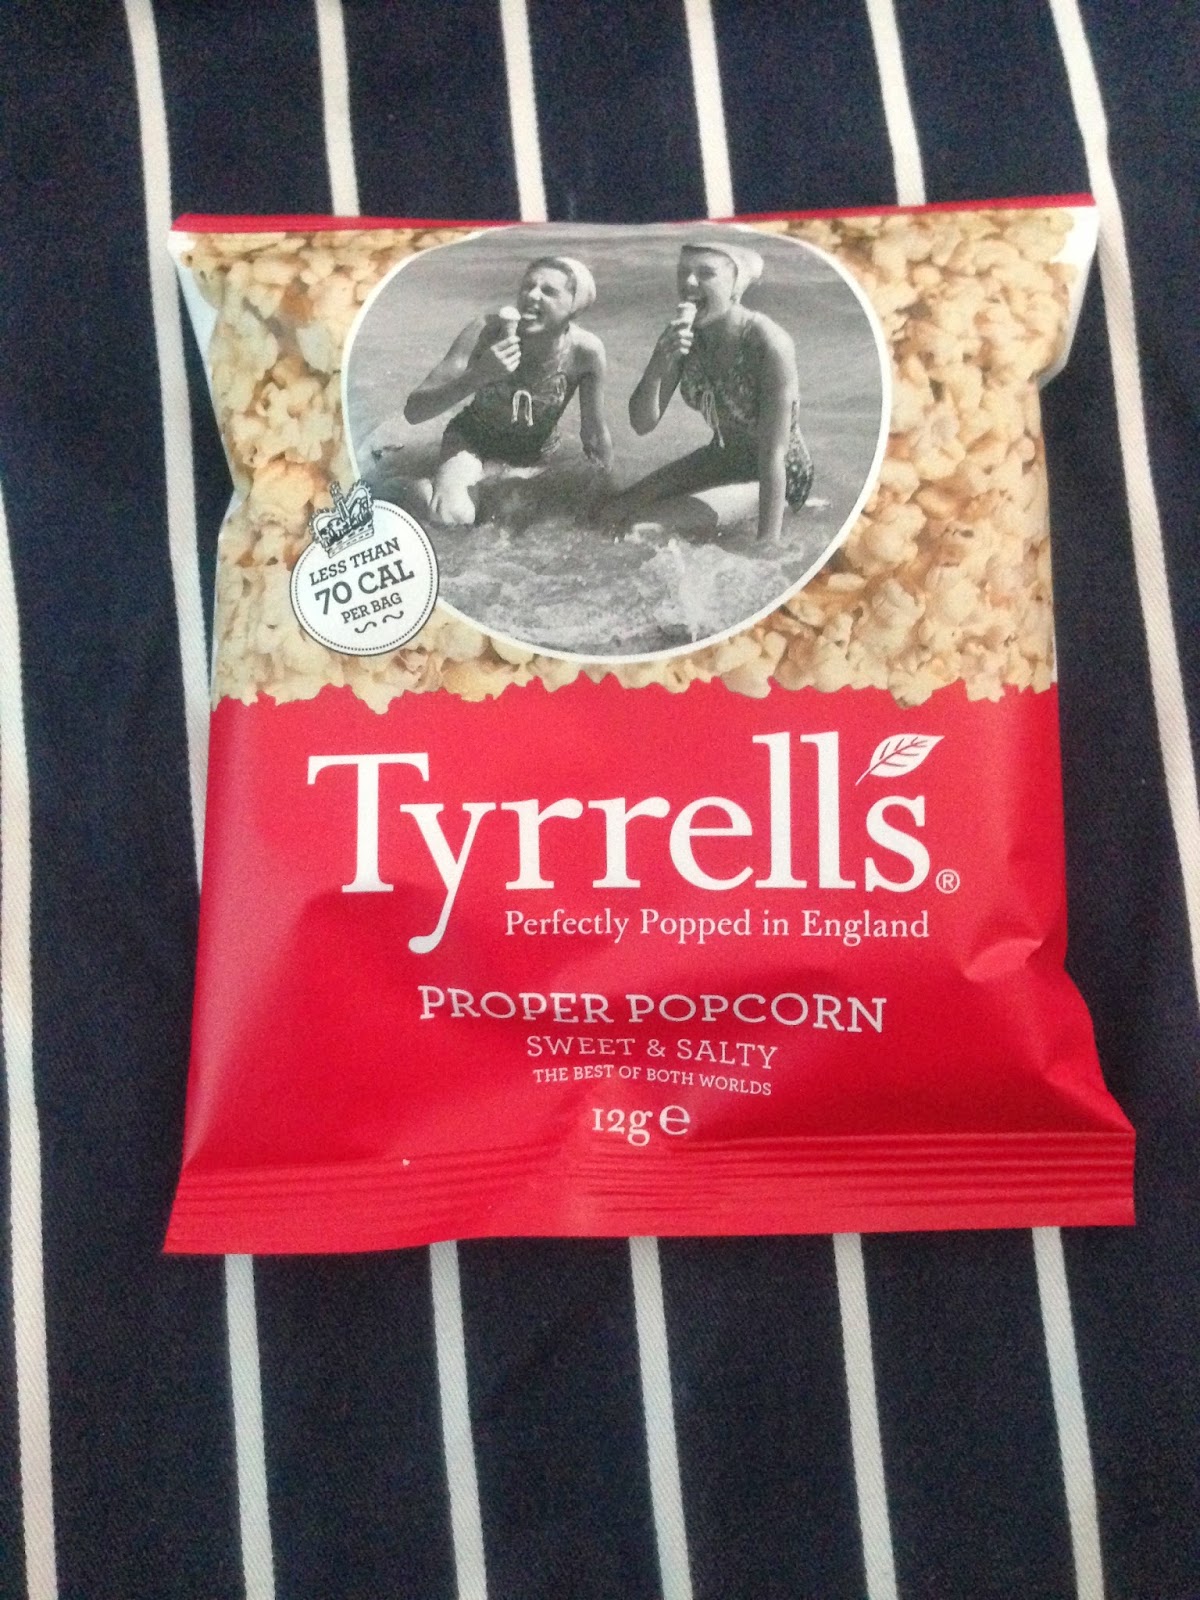 LESS THAN
70 CAL
PER BAG
Tyrrell's®
Perfectly Popped in England
PROPER POPCORN
SWEET & SALTY
THE BEST OF BOTH WORLDS
12g ℮